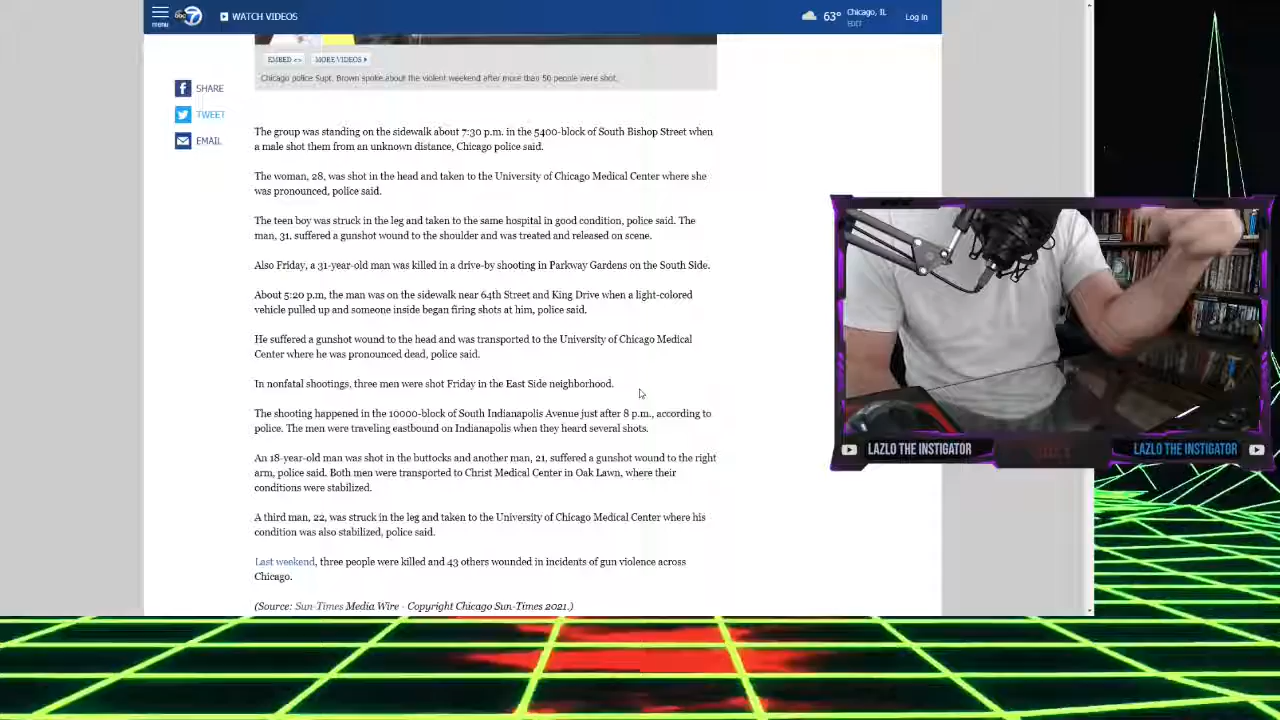 menu
abc 7
WATCH VIDEOS
63°
Chicago, IL
EDIT
Log In
EMBED <>
MORE VIDEOS
Chicago police Supt. Brown spoke about the violent weekend after more than 50 people were shot.
SHARE
TWEET
EMAIL
The group was standing on the sidewalk about 7:30 p.m. in the 5400-block of South Bishop Street when
a male shot them from an unknown distance, Chicago police said.
The woman, 28, was shot in the head and taken to the University of Chicago Medical Center where she
was pronounced, police said.
The teen boy was struck in the leg and taken to the same hospital in good condition, police said. The
man, 31, suffered a gunshot wound to the shoulder and was treated and released on scene.
Also Friday, a 31-year-old man was killed in a drive-by shooting in Parkway Gardens on the South Side.
About 5:20 p.m, the man was on the sidewalk near 64th Street and King Drive when a light-colored
vehicle pulled up and someone inside began firing shots at him, police said.
He suffered a gunshot wound to the head and was transported to the University of Chicago Medical
Center where he was pronounced dead, police said.
In nonfatal shootings, three men were shot Friday in the East Side neighborhood.
The shooting happened in the 10000-block of South Indianapolis Avenue just after 8 p.m., according to
police. The men were traveling eastbound on Indianapolis when they heard several shots.
An 18-year-old man was shot in the buttocks and another man, 21, suffered a gunshot wound to the right
arm, police said. Both men were transported to Christ Medical Center in Oak Lawn, where their
conditions were stabilized.
A third man, 22, was struck in the leg and taken to the University of Chicago Medical Center where his
condition was also stabilized, police said.
Last weekend, three people were killed and 43 others wounded in incidents of gun violence across
Chicago.
(Source: Sun-Times Media Wire - Copyright Chicago Sun-Times 2021.)
LAZLO THE INSTIGATOR
LAZLO THE INSTIGATOR